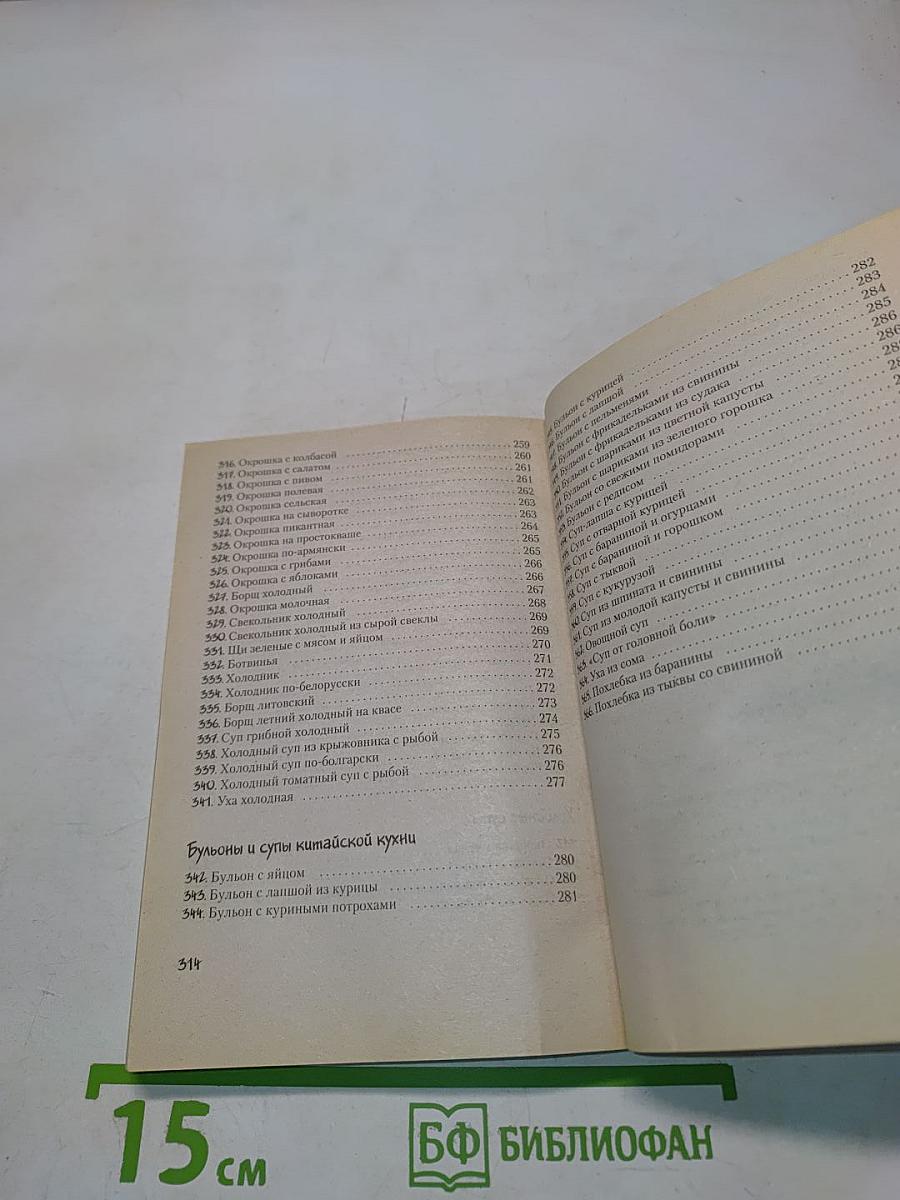 316. Окрошка с колбасой 259
317. Окрошка с салатом 260
318. Окрошка с пивом 261
319. Окрошка полевая 261
320. Окрошка сельская 262
321. Окрошка на сыворотке 263
322. Окрошка пикантная 263
323. Окрошка на простокваше 264
324. Окрошка по-армянски 265
325. Окрошка с грибами 265
326. Окрошка с яблоками 266
327. Борщ холодный 266
328. Окрошка молочная 267
329. Свекольник холодный 268
330. Свекольник холодный из сырой свеклы 269
331. Щи зеленые с мясом и яйцом 269
332. Ботвинья 270
333. Холодник 271
334. Холодник по-белорусски 272
335. Борщ литовский 272
336. Борщ летний холодный на квасе 273
337. Суп грибной холодный 274
338. Холодный суп из крыжовника с рыбой 275
339. Холодный суп по-болгарски 276
340. Холодный томатный суп с рыбой 276
341. Уха холодная 277
Бульоны и супы китайской кухни
342. Бульон с яйцом 280
343. Бульон с лапшой из курицы 280
344. Бульон с куриными потрохами 281
314
Бульон с курицей 282
Бульон с лапшой 283
Бульон с пельменями 284
Бульон с фрикадельками из свинины 285
Бульон с фрикадельками из судака 286
Бульон с шариками из цветной капусты 286
Бульон с шариками из зеленого горошка
Бульон со свежими помидорами
Бульон с редисом
Суп-лапша с курицей
Суп с отварной курицей
Суп с бараниной и огурцами
Суп с бараниной и горошком
Суп с тыквой
Суп с кукурузой
Суп из шпината и свинины
Суп из молодой капусты и свинины
Овощной суп
«Суп от головной боли»
Уха из сома
Похлебка из баранины
Похлебка из тыквы со свининой
15 см
БФ БИБЛИОФАН